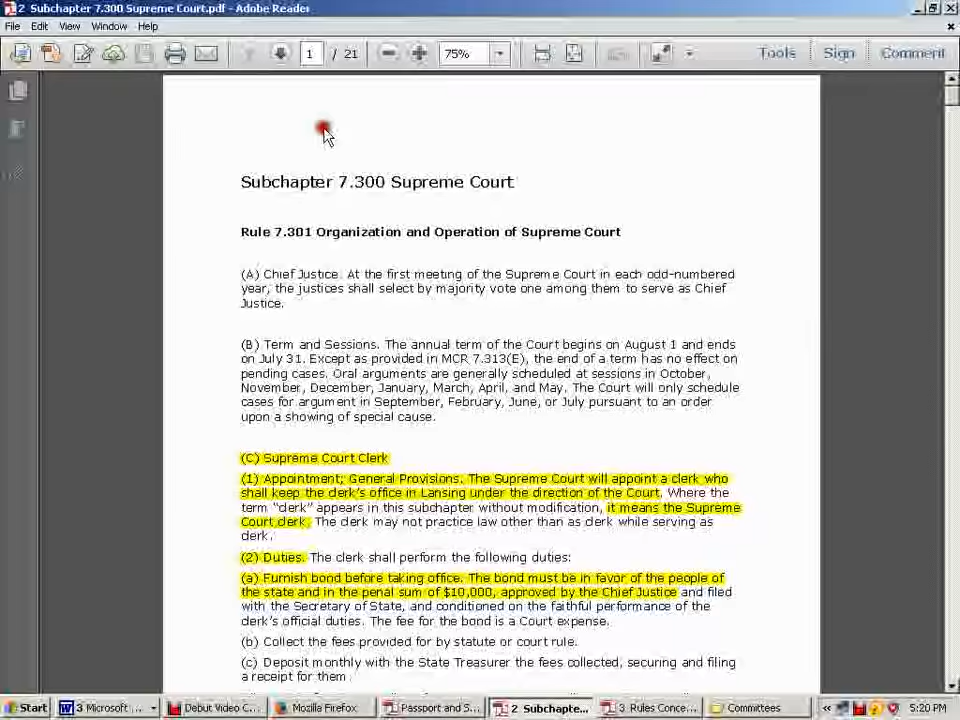 2 Subchapter 7.300 Supreme Court.pdf - Adobe Reader
File Edit View Window Help
1 / 21 75% Tools Sign Comment
Subchapter 7.300 Supreme Court
Rule 7.301 Organization and Operation of Supreme Court
(A) Chief Justice. At the first meeting of the Supreme Court in each odd-numbered
year, the justices shall select by majority vote one among them to serve as Chief
Justice.
(B) Term and Sessions. The annual term of the Court begins on August 1 and ends
on July 31. Except as provided in MCR 7.313(E), the end of a term has no effect on
pending cases. Oral arguments are generally scheduled at sessions in October,
November, December, January, March, April, and May. The Court will only schedule
cases for argument in September, February, June, or July pursuant to an order
upon a showing of special cause.
(C) Supreme Court Clerk
(1) Appointment; General Provisions. The Supreme Court will appoint a clerk who
shall keep the clerk's office in Lansing under the direction of the Court. Where the
term "clerk" appears in this subchapter without modification, it means the Supreme
Court clerk. The clerk may not practice law other than as clerk while serving as
clerk.
(2) Duties. The clerk shall perform the following duties:
(a) Furnish bond before taking office. The bond must be in favor of the people of
the state and in the penal sum of $10,000, approved by the Chief Justice and filed
with the Secretary of State, and conditioned on the faithful performance of the
clerk's official duties. The fee for the bond is a Court expense.
(b) Collect the fees provided for by statute or court rule.
(c) Deposit monthly with the State Treasurer the fees collected, securing and filing
a receipt for them
Start 3 Microsoft ... Debut Video C... Mozilla Firefox Passport and S... 2 Subchapte... 3 Rules Conce... Committees « 5:20 PM